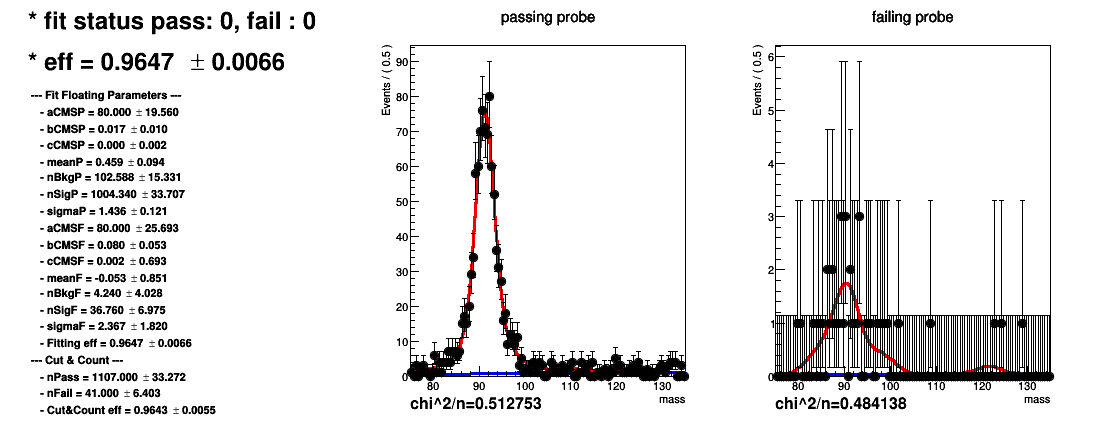 * fit status pass: 0, fail : 0
* eff = 0.9647 ± 0.0066
--- Fit Floating Parameters ---
- aCMSP = 80.000 ± 19.560
- bCMSP = 0.017 ± 0.010
- cCMSP = 0.000 ± 0.002
- meanP = 0.459 ± 0.094
- nBkgP = 102.588 ± 15.331
- nSigP = 1004.340 ± 33.707
- sigmaP = 1.436 ± 0.121
- aCMSF = 80.000 ± 25.693
- bCMSF = 0.080 ± 0.053
- cCMSF = 0.002 ± 0.693
- meanF = -0.053 ± 0.851
- nBkgF = 4.240 ± 4.028
- nSigF = 36.760 ± 6.975
- sigmaF = 2.367 ± 1.820
- Fitting eff = 0.9647 ± 0.0066
--- Cut & Count ---
- nPass = 1107.000 ± 33.272
- nFail = 41.000 ± 6.403
- Cut&Count eff = 0.9643 ± 0.0055
passing probe
Events / ( 0.5 )
90
80
70
60
50
40
30
20
10
0
80 90 100 110 120 130
mass
chi^2/n=0.512753
failing probe
Events / ( 0.5 )
6
5
4
3
2
1
0
80 90 100 110 120 130
mass
chi^2/n=0.484138